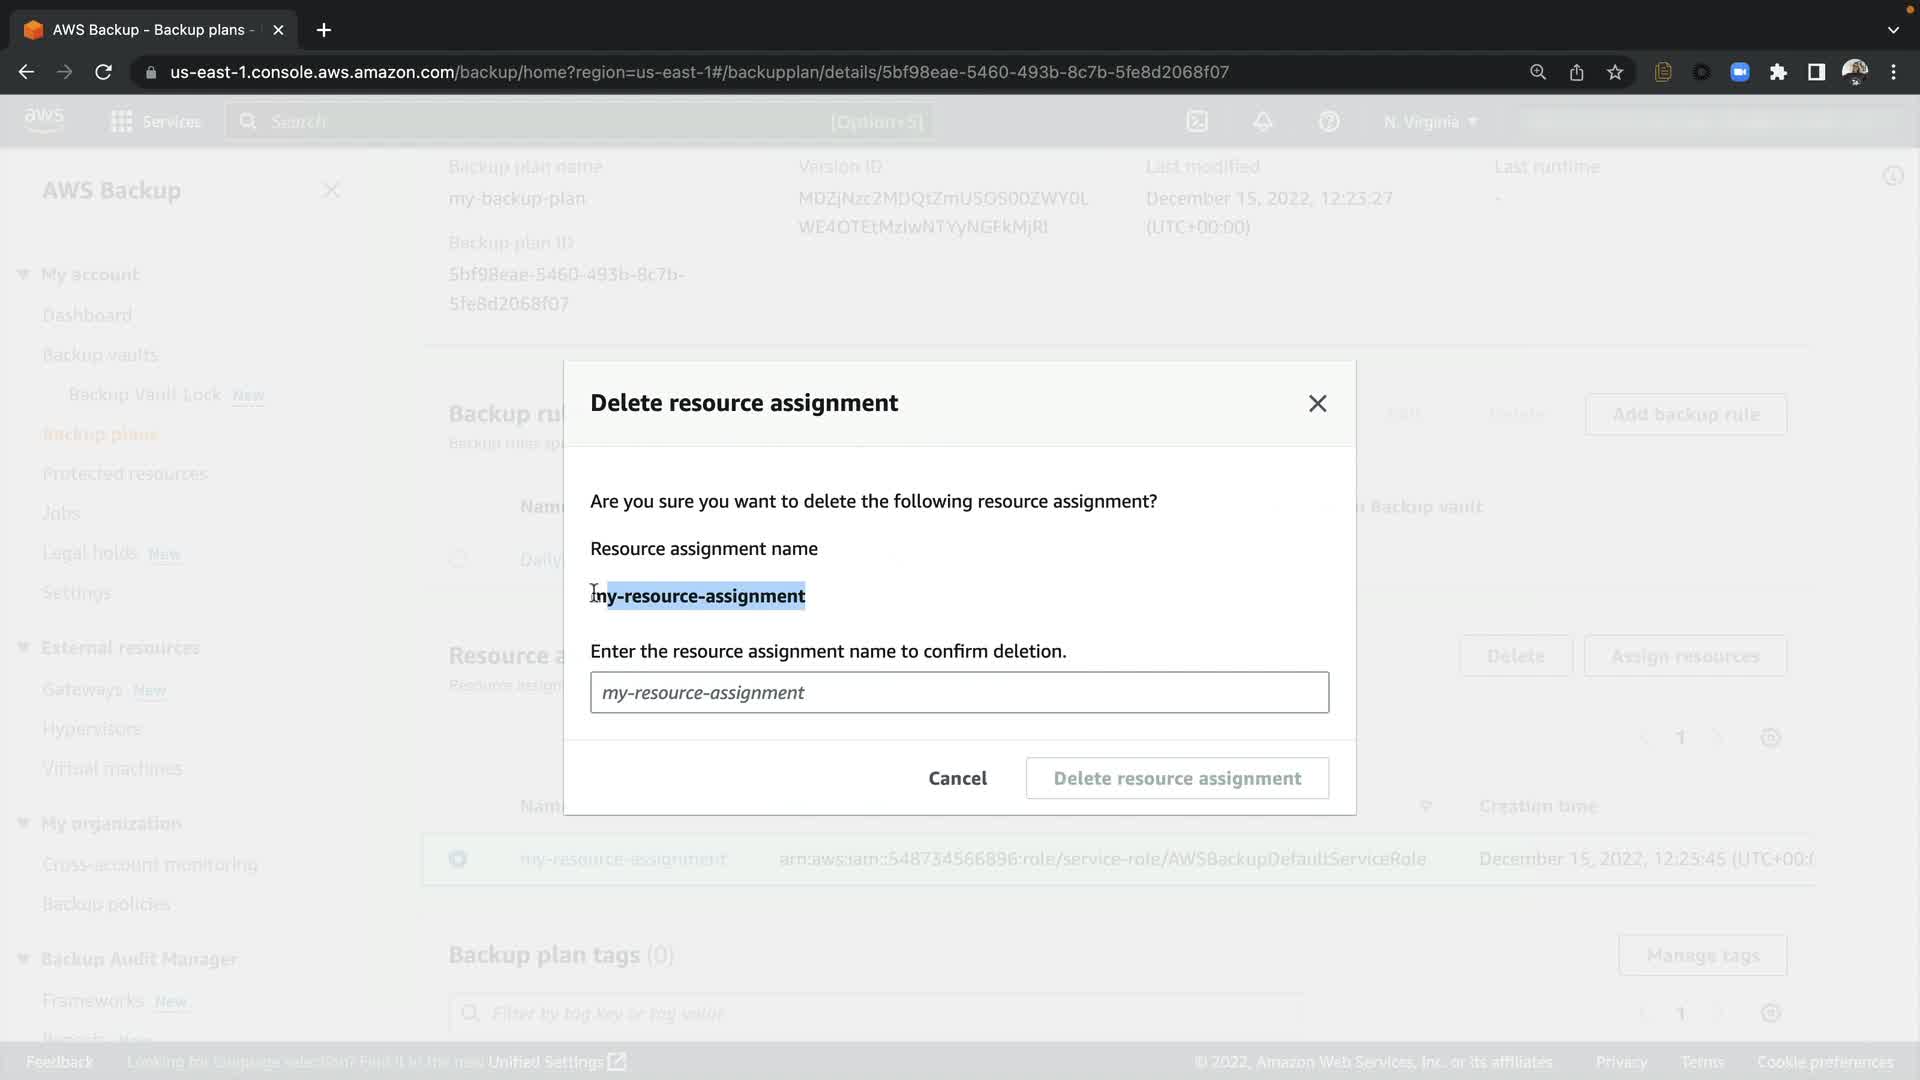 AWS Backup - Backup plans -
us-east-1.console.aws.amazon.com/backup/home?region=us-east-1#/backupplan/details/5bf98eae-5460-493b-8c7b-5fe8d2068f07
aws
Services
Search
[Option+S]
N. Virginia
AWS Backup
My account
Dashboard
Backup vaults
Backup Vault Lock New
Backup plans
Protected resources
Jobs
Legal holds New
Settings
External resources
Gateways New
Hypervisors
Virtual machines
My organization
Cross-account monitoring
Backup policies
Backup Audit Manager
Frameworks New
Backup plan name
my-backup-plan
Backup plan ID
5bf98eae-5460-493b-8c7b-
5fe8d2068f07
Version ID
Last modified
December 15, 2022, 12:23:27
(UTC+00:00)
Last runtime
-
Backup rul
Edit
Delete
Add backup rule
Backup vault
Daily
Delete resource assignment
Are you sure you want to delete the following resource assignment?
Resource assignment name
my-resource-assignment
Enter the resource assignment name to confirm deletion.
my-resource-assignment
Cancel
Delete resource assignment
Resource a
Resource assign
Delete
Assign resources
1
Creation time
my-resource-assignment
arn:aws:iam::548734566896:role/service-role/AWSBackupDefaultServiceRole
December 15, 2022, 12:25:45 (UTC+00:0
Backup plan tags (0)
Manage tags
Filter by tag key or tag value
1
Feedback
Looking for language selection? Find it in the new Unified Settings
© 2022, Amazon Web Services, Inc. or its affiliates.
Privacy
Terms
Cookie preferences